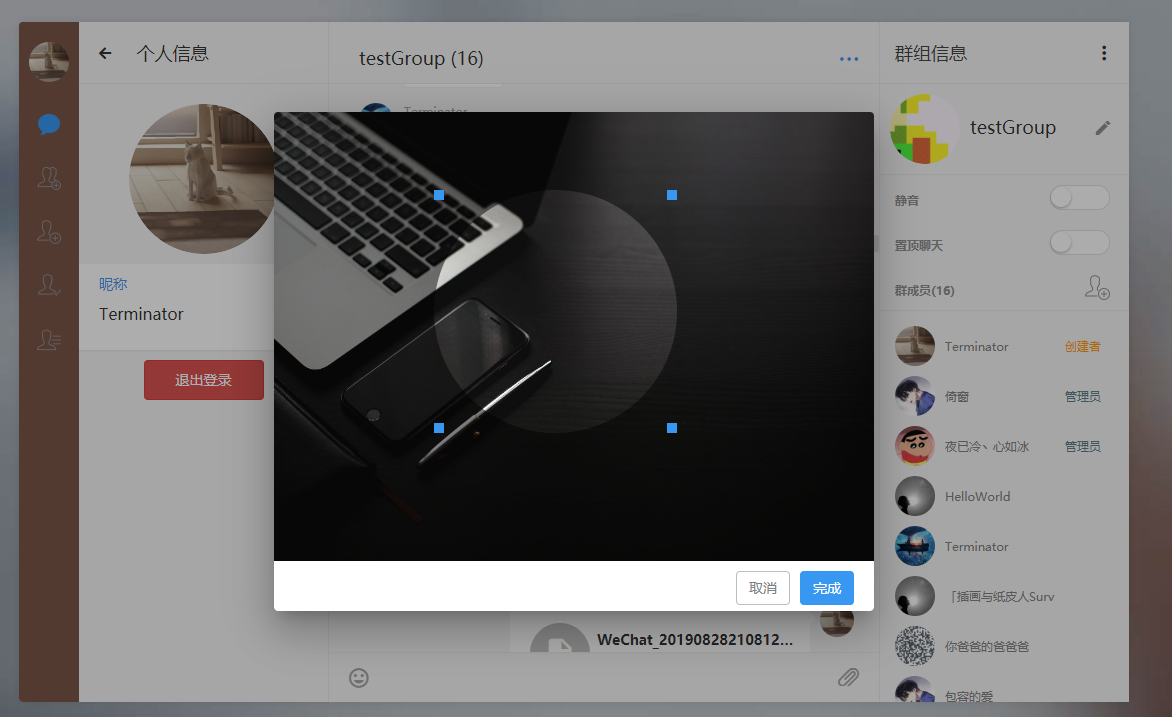 个人信息
昵称
Terminator
退出登录
testGroup (16)
Terminator
取消
完成
WeChat_20190828210812...
群组信息
testGroup
静音
置顶聊天
群成员(16)
Terminator 创建者
倚窗 管理员
夜已冷、心如冰 管理员
HelloWorld
Terminator
「插画与纸皮人Surv
你爸爸的爸爸爸
包容的爱